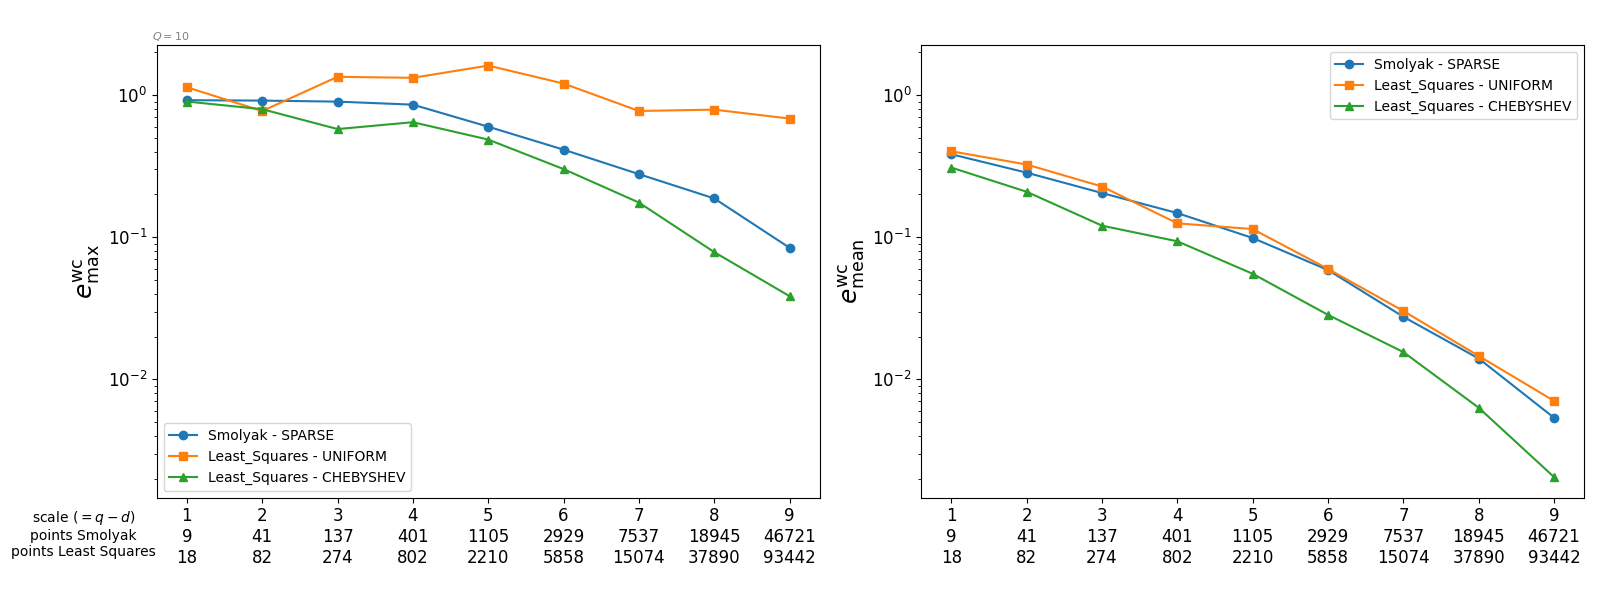 Q = 10
10⁰
10⁻¹
10⁻²
e^wc_max
Smolyak - SPARSE
Least_Squares - UNIFORM
Least_Squares - CHEBYSHEV
scale (= q − d) 1 2 3 4 5 6 7 8 9
points Smolyak 9 41 137 401 1105 2929 7537 18945 46721
points Least Squares 18 82 274 802 2210 5858 15074 37890 93442
Smolyak - SPARSE
Least_Squares - UNIFORM
Least_Squares - CHEBYSHEV
10⁰
10⁻¹
10⁻²
e^wc_mean
1 2 3 4 5 6 7 8 9
9 41 137 401 1105 2929 7537 18945 46721
18 82 274 802 2210 5858 15074 37890 93442